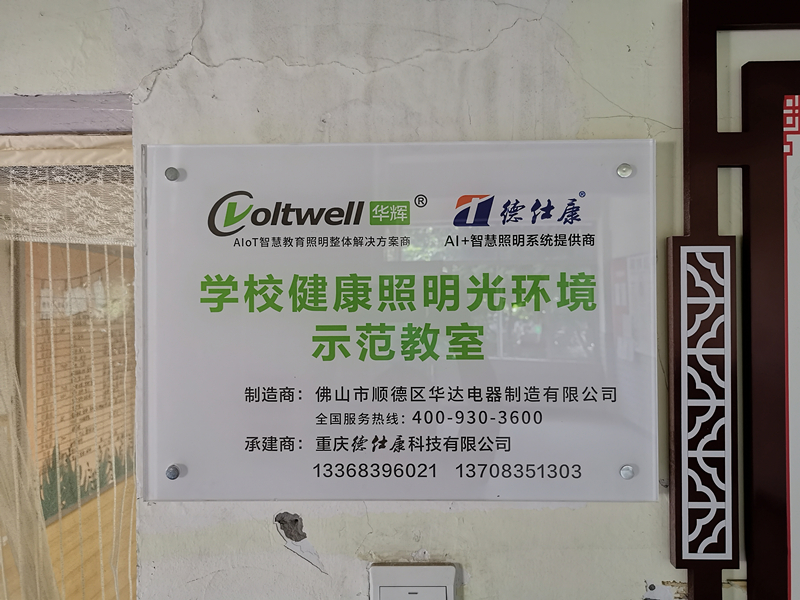 Voltwell 华辉® 德仕康®
AIoT智慧教育照明整体解决方案商 AI+智慧照明系统提供商
学校健康照明光环境
示范教室
制造商：佛山市顺德区华达电器制造有限公司
全国服务热线：400-930-3600
承建商：重庆德仕康科技有限公司
13368396021 13708351303